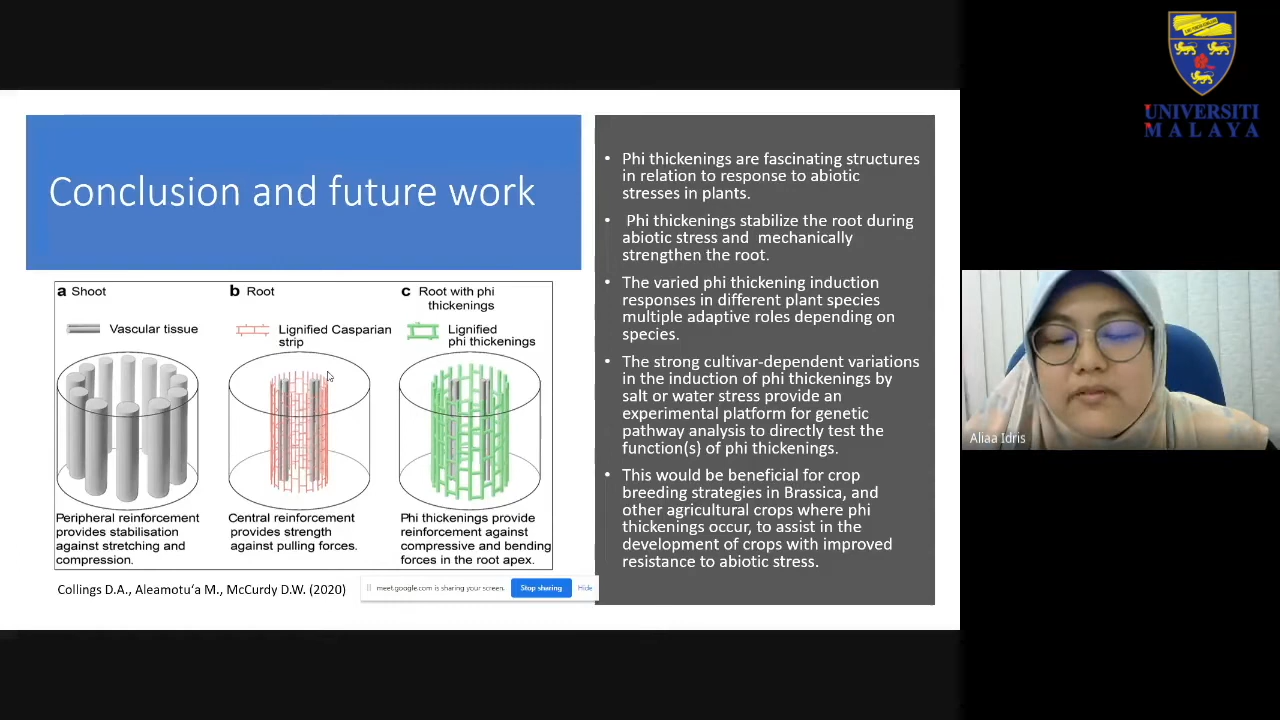 UNIVERSITI
MALAYA
Conclusion and future work
a Shoot
Vascular tissue
Peripheral reinforcement
provides stabilisation
against stretching and
compression.
b Root
Lignified Casparian
strip
Central reinforcement
provides strength
against pulling forces.
c Root with phi
thickenings
Lignified
phi thickenings
Phi thickenings provide
reinforcement against
compressive and bending
forces in the root apex.
Collings D.A., Aleamotuʻa M., McCurdy D.W. (2020)
meet.google.com is sharing your screen.
Stop sharing
Hide
• Phi thickenings are fascinating structures
in relation to response to abiotic
stresses in plants.
• Phi thickenings stabilize the root during
abiotic stress and mechanically
strengthen the root.
• The varied phi thickening induction
responses in different plant species
multiple adaptive roles depending on
species.
• The strong cultivar-dependent variations
in the induction of phi thickenings by
salt or water stress provide an
experimental platform for genetic
pathway analysis to directly test the
function(s) of phi thickenings.
• This would be beneficial for crop
breeding strategies in Brassica, and
other agricultural crops where phi
thickenings occur, to assist in the
development of crops with improved
resistance to abiotic stress.
Aliaa Idris